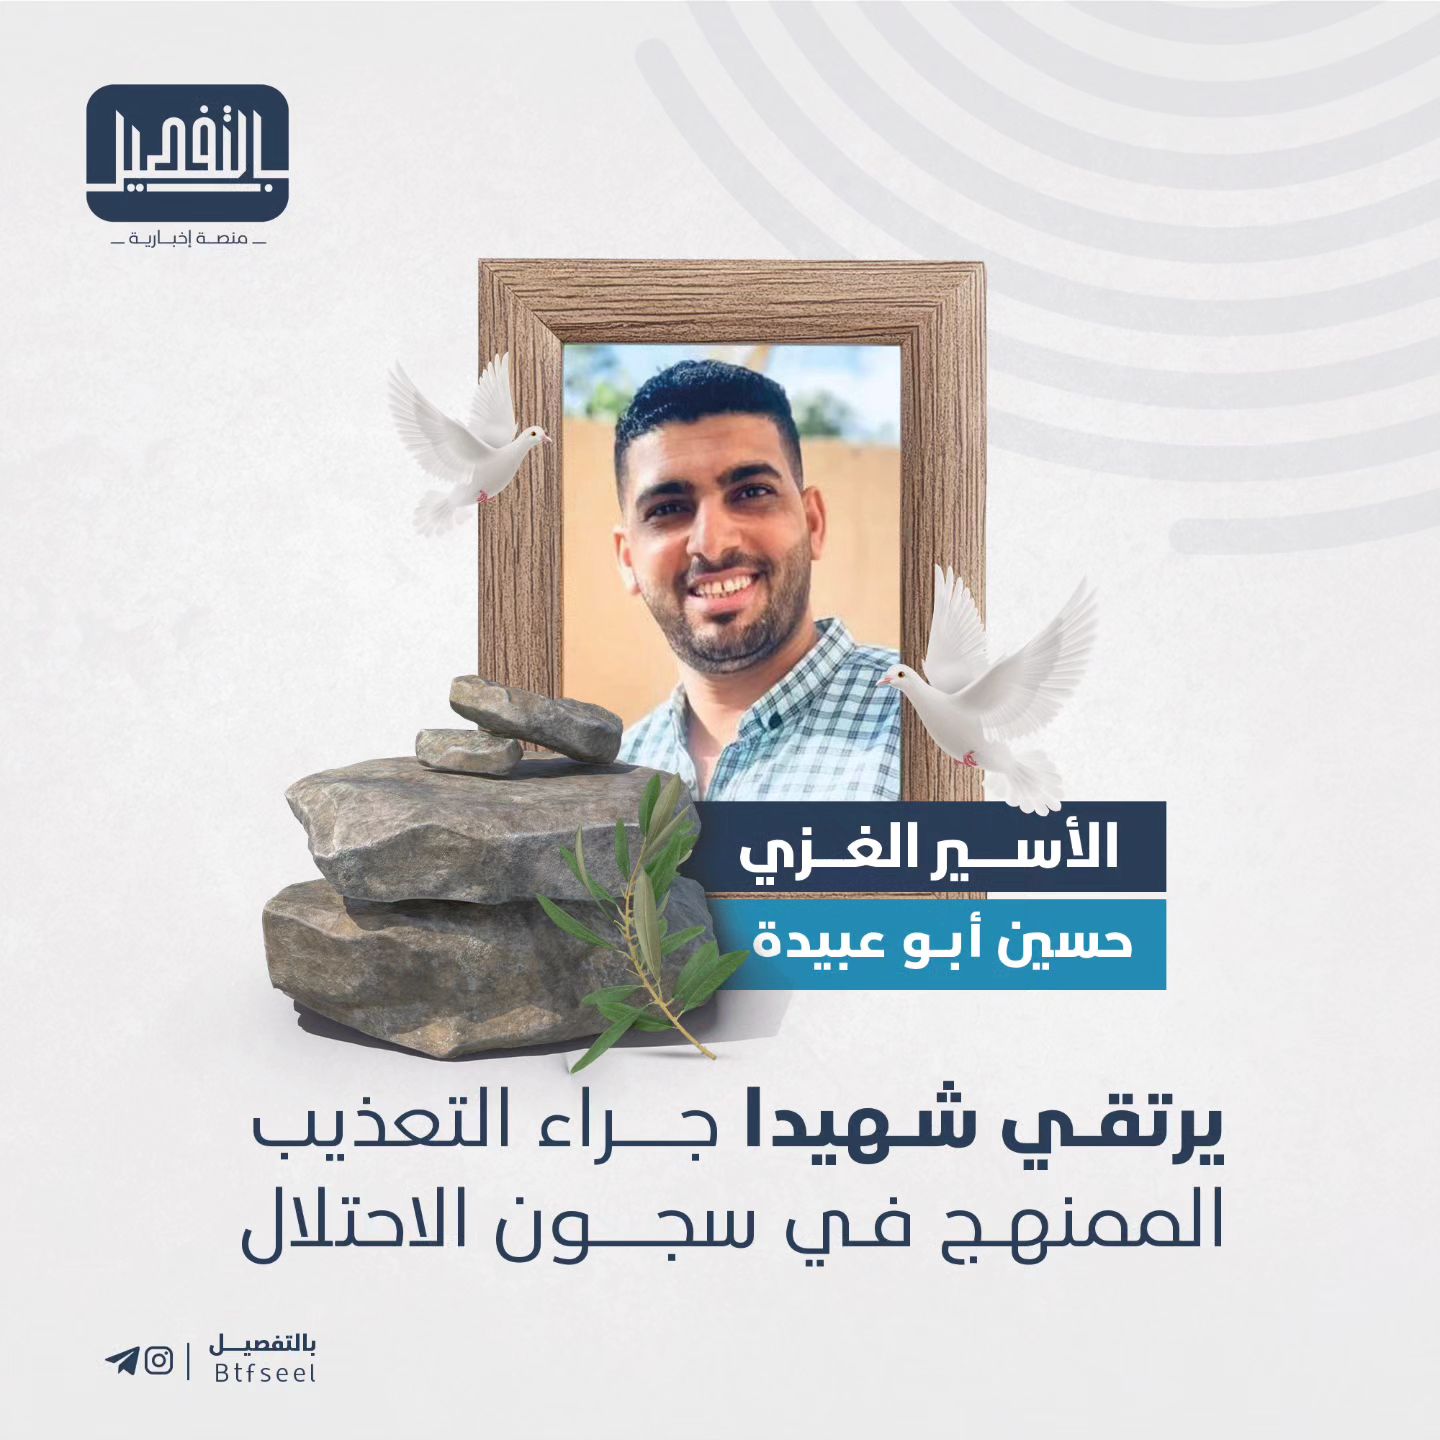 بالتفصيل
منصة إخبارية
الأسير الغزي
حسين أبو عبيدة
يرتقي شهيدا جراء التعذيب
الممنهج في سجون الاحتلال
بالتفصيل
Btfseel